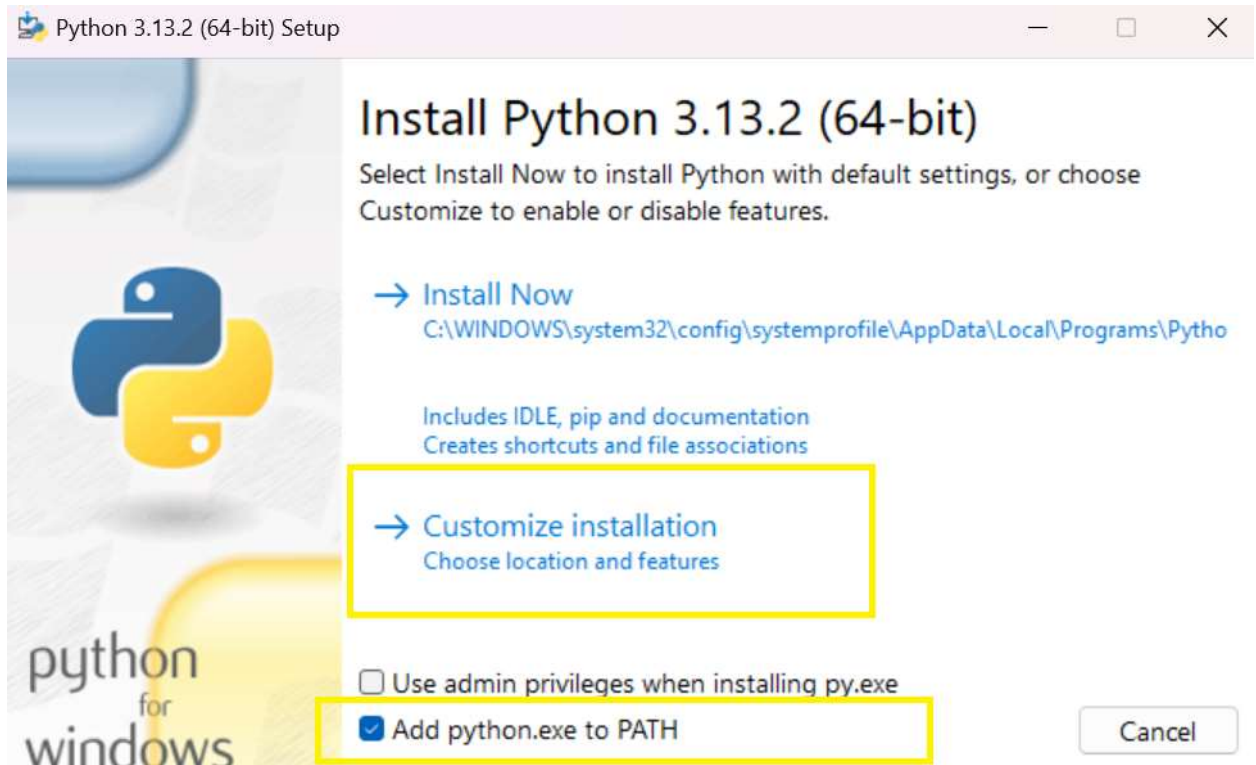 Python 3.13.2 (64-bit) Setup
Install Python 3.13.2 (64-bit)
Select Install Now to install Python with default settings, or choose
Customize to enable or disable features.
Install Now
C:\WINDOWS\system32\config\systemprofile\AppData\Local\Programs\Pytho
Includes IDLE, pip and documentation
Creates shortcuts and file associations
Customize installation
Choose location and features
Use admin privileges when installing py.exe
Add python.exe to PATH
Cancel
python
for
windows